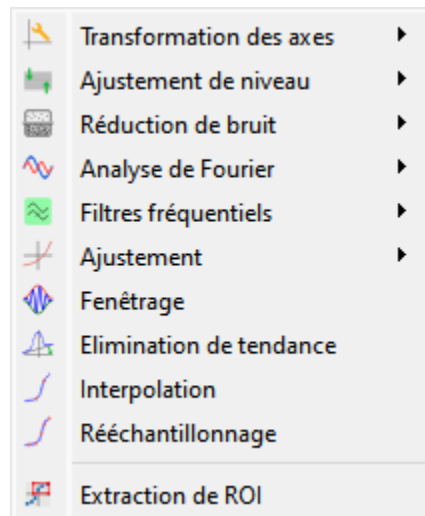 Transformation des axes
Ajustement de niveau
Réduction de bruit
Analyse de Fourier
Filtres fréquentiels
Ajustement
Fenêtrage
Elimination de tendance
Interpolation
Rééchantillonnage
Extraction de ROI